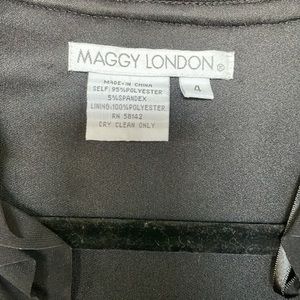 MAGGY LONDON®
4
MADE IN CHINA
SELF: 95%POLYESTER
5%SPANDEX
LINING:100%POLYESTER
RN 58142
DRY CLEAN ONLY